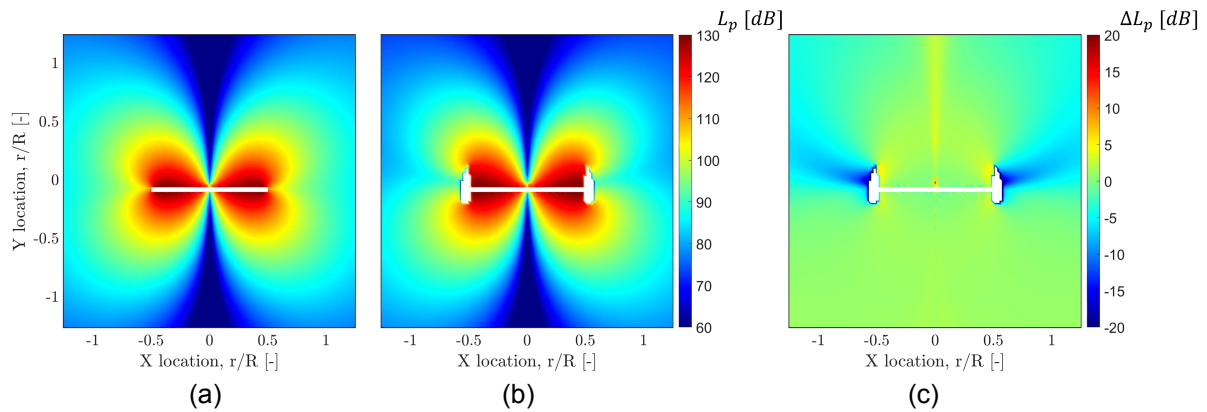 L_p [dB]
ΔL_p [dB]
1
0.5
0
-0.5
-1
Y location, r/R [-]
-1 -0.5 0 0.5 1
X location, r/R [-]
(a)
-1 -0.5 0 0.5 1
X location, r/R [-]
(b)
130
120
110
100
90
80
70
60
-1 -0.5 0 0.5 1
X location, r/R [-]
(c)
20
15
10
5
0
-5
-10
-15
-20